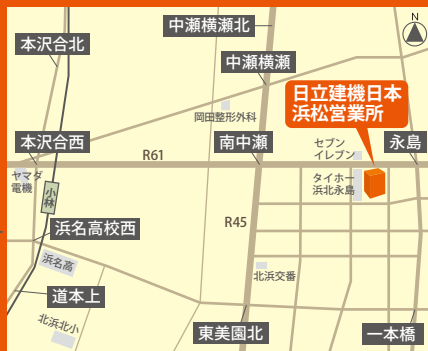 中瀬横瀬北
N
本沢合北
中瀬横瀬
日立建機日本
浜松営業所
岡田整形外科
本沢合西
R61
南中瀬
セブン
イレブン
永島
ヤマダ
電機
タイホー
浜北永島
小林
浜名高校西
R45
浜名高
北浜交番
道本上
北浜北小
東美園北
一本橋